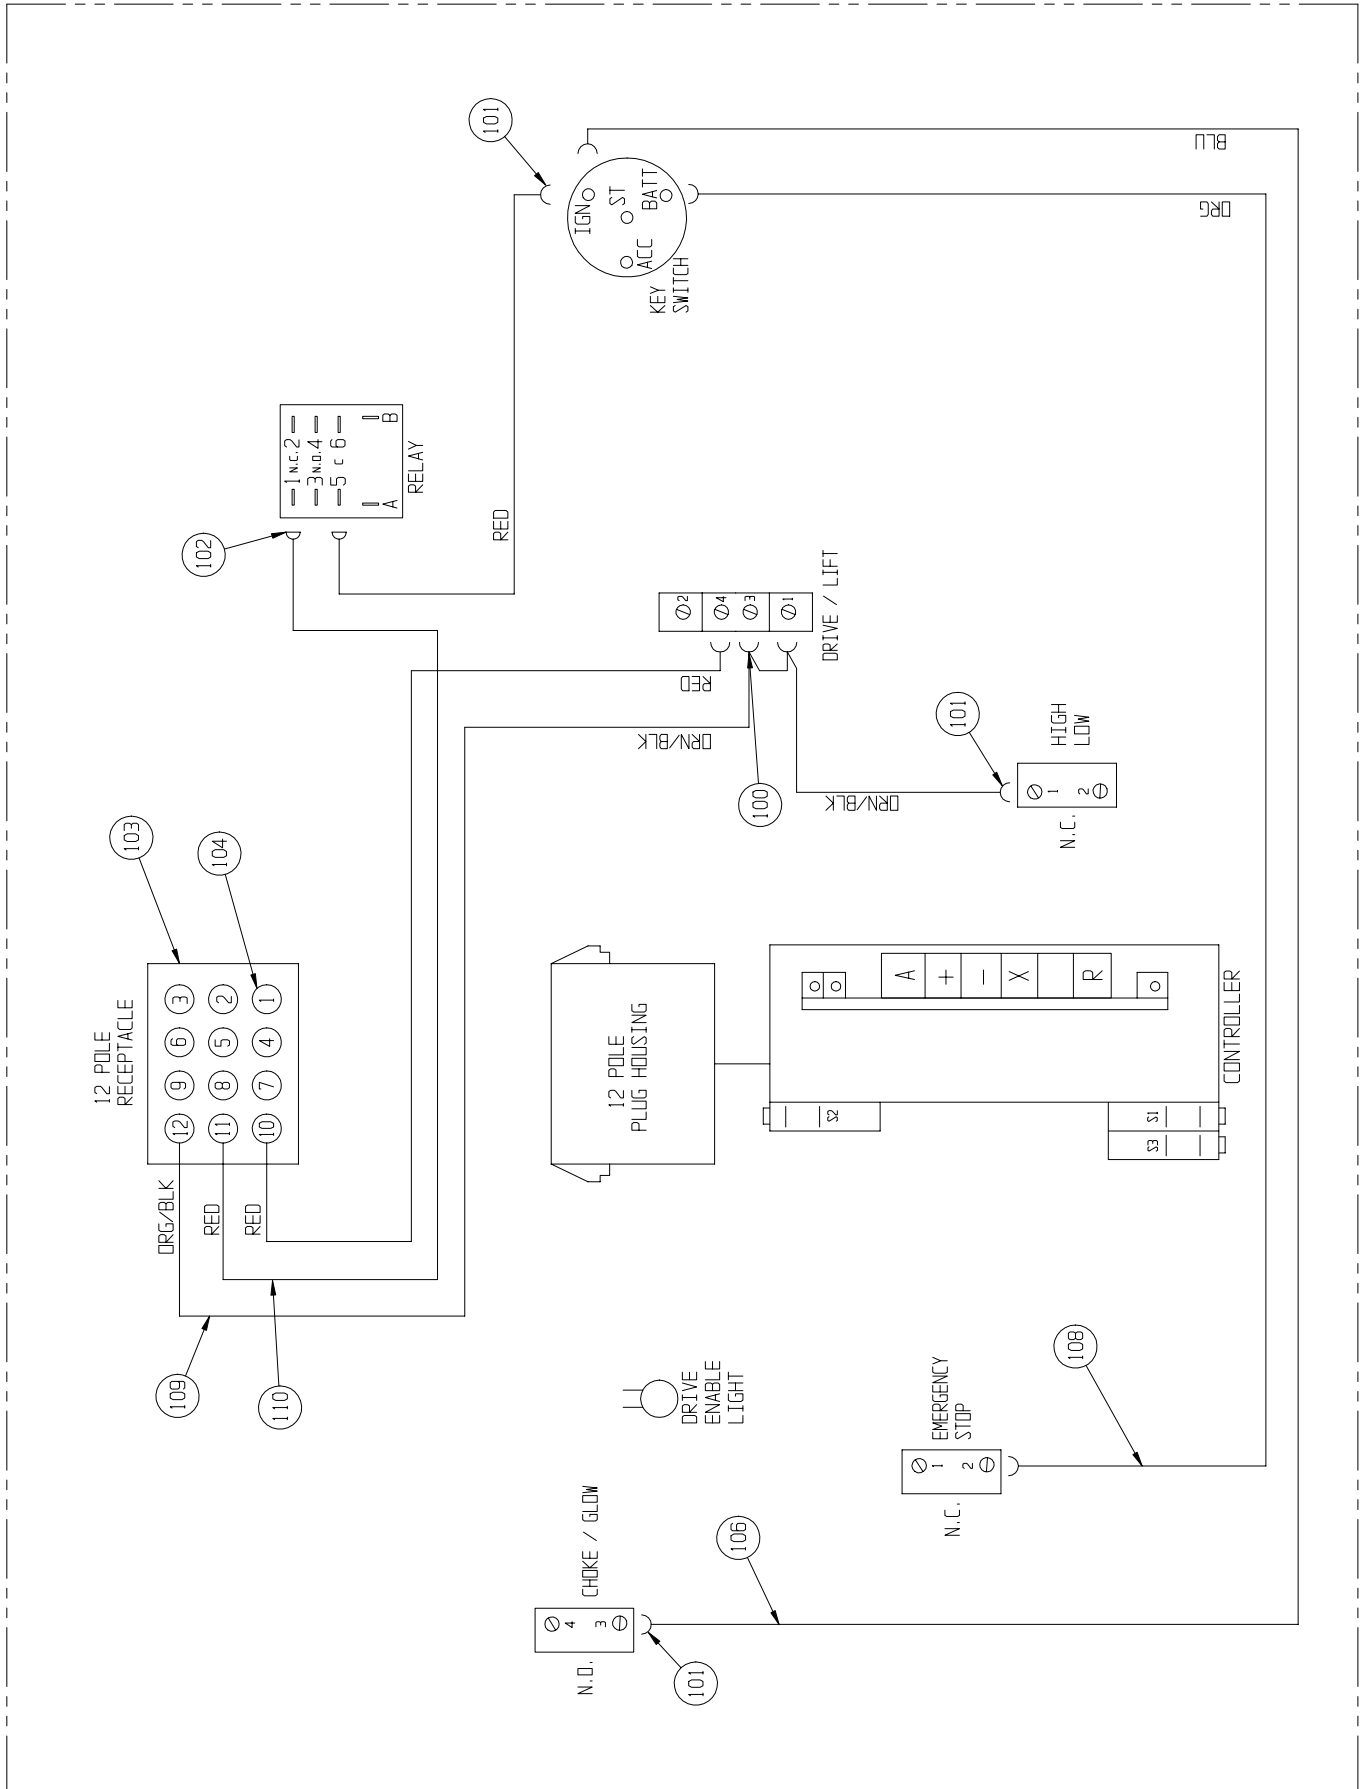 12 POLE
RECEPTACLE
3
6
9
12
2
5
8
11
1
4
7
10
103
104
ORG/BLK
RED
RED
109
110
102
1 N.C. 2
3 N.O. 4
5 C 6
A
B
RELAY
RED
101
IGN
ST
BATT
ACC
KEY
SWITCH
BLU
ORG
2
4
3
1
DRIVE / LIFT
RED
ORN/BLK
ORN/BLK
100
101
HIGH
LOW
1
2
N.C.
12 POLE
PLUG HOUSING
A
+
-
X
R
S2
S1
S3
CONTROLLER
DRIVE
ENABLE
LIGHT
EMERGENCY
STOP
1
2
N.C.
108
CHOKE / GLOW
4
3
N.O.
106
101